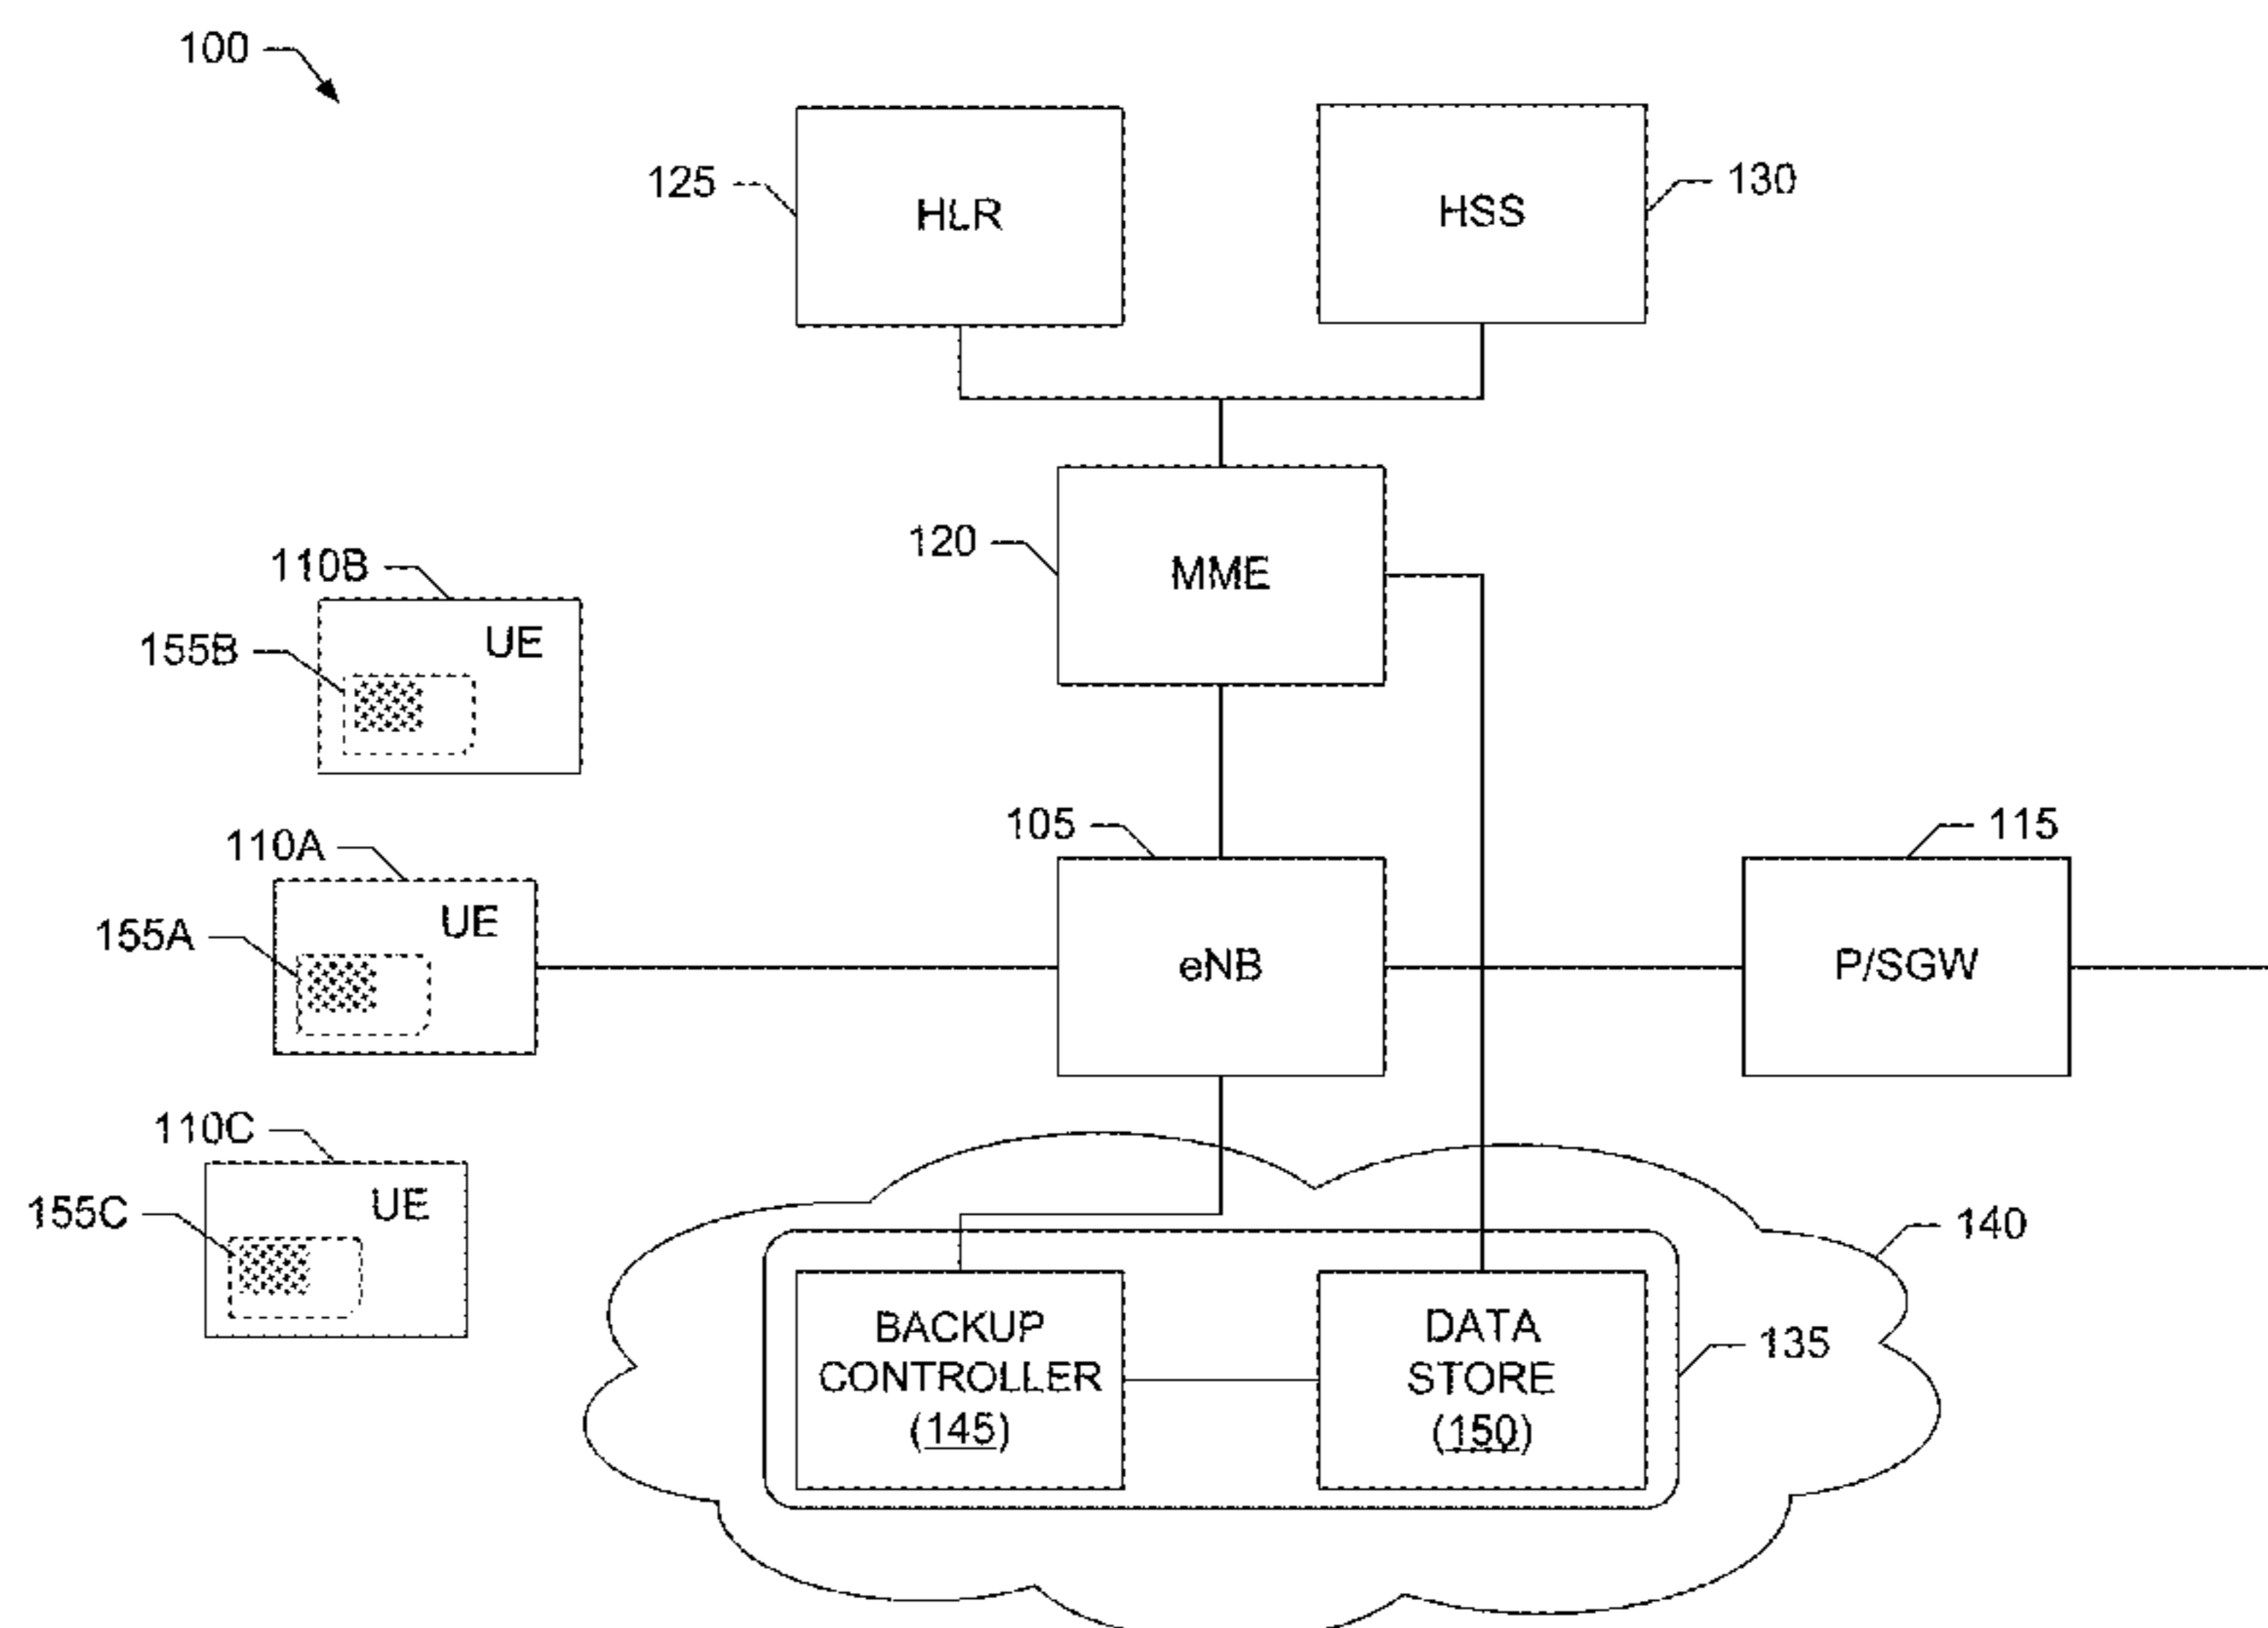 100
HLR
125
HSS
130
MME
120
110B
UE
155B
105
eNB
115
P/SGW
110A
UE
155A
110C
UE
155C
140
BACKUP
CONTROLLER
(145)
DATA
STORE
(150)
135